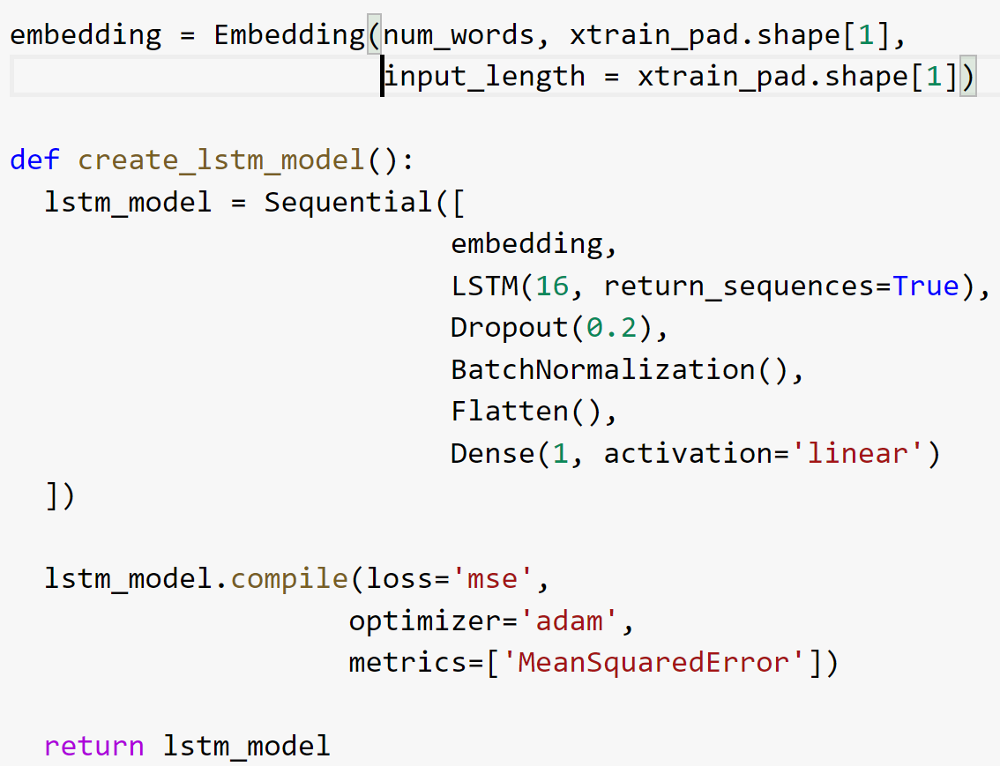 embedding = Embedding(num_words, xtrain_pad.shape[1],
input_length = xtrain_pad.shape[1])
def create_lstm_model():
lstm_model = Sequential([
embedding,
LSTM(16, return_sequences=True),
Dropout(0.2),
BatchNormalization(),
Flatten(),
Dense(1, activation='linear')
])
lstm_model.compile(loss='mse',
optimizer='adam',
metrics=['MeanSquaredError'])
return lstm_model